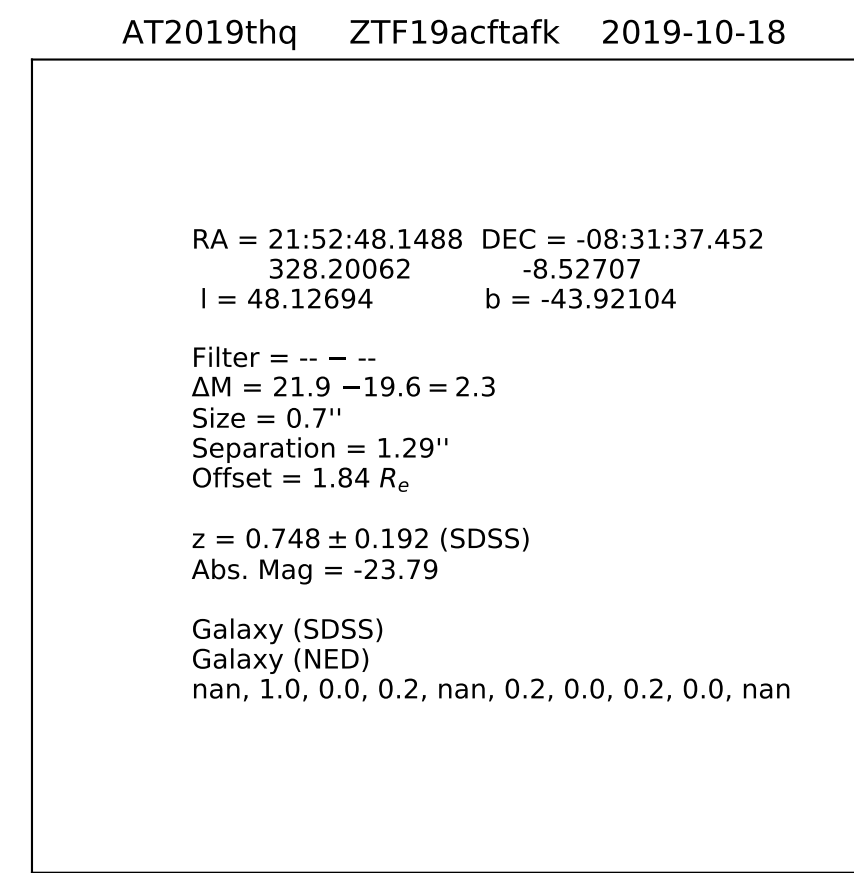 AT2019thq ZTF19acftafk 2019-10-18
RA = 21:52:48.1488 DEC = -08:31:37.452
328.20062 -8.52707
l = 48.12694 b = -43.92104
Filter = -- − --
ΔM = 21.9 −19.6 = 2.3
Size = 0.7''
Separation = 1.29''
Offset = 1.84 Rₑ
z = 0.748 ± 0.192 (SDSS)
Abs. Mag = -23.79
Galaxy (SDSS)
Galaxy (NED)
nan, 1.0, 0.0, 0.2, nan, 0.2, 0.0, 0.2, 0.0, nan